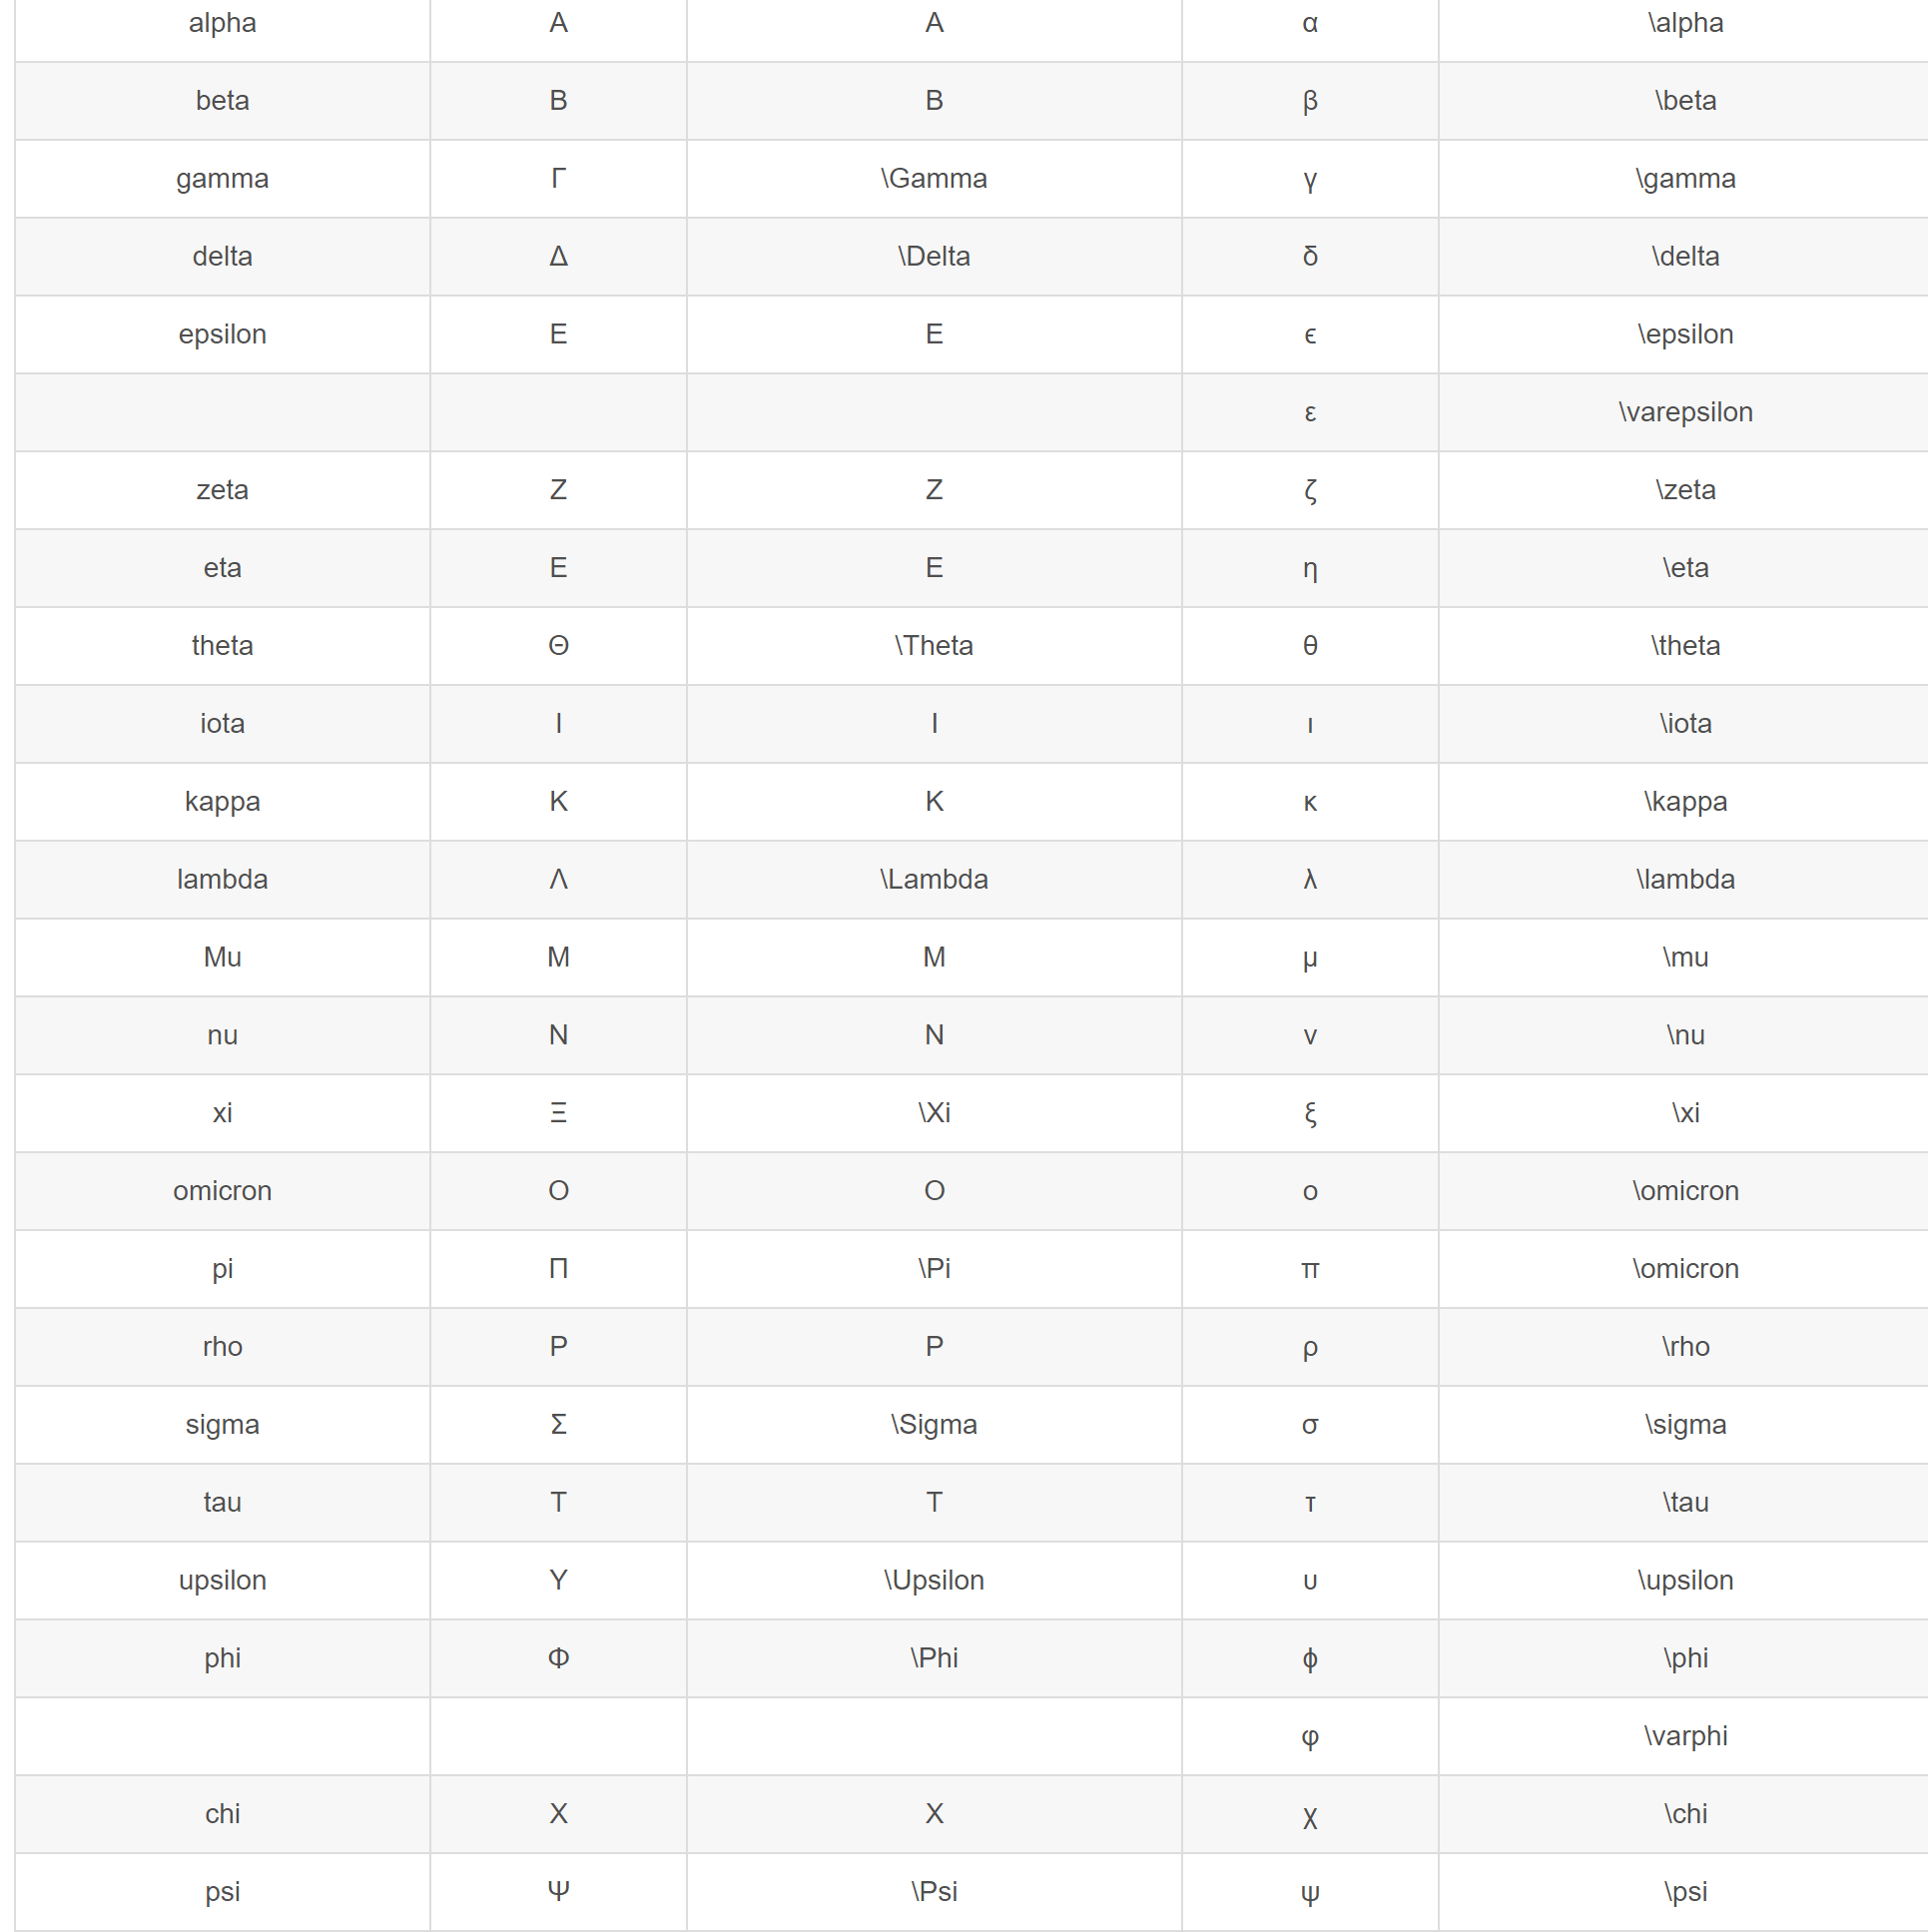 alpha A A α \alpha
beta B B β \beta
gamma Γ \Gamma γ \gamma
delta Δ \Delta δ \delta
epsilon E E ϵ \epsilon
ε \varepsilon
zeta Z Z ζ \zeta
eta E E η \eta
theta Θ \Theta θ \theta
iota I I ι \iota
kappa K K κ \kappa
lambda Λ \Lambda λ \lambda
Mu M M μ \mu
nu N N ν \nu
xi Ξ \Xi ξ \xi
omicron O O ο \omicron
pi Π \Pi π \omicron
rho P P ρ \rho
sigma Σ \Sigma σ \sigma
tau T T τ \tau
upsilon Υ \Upsilon υ \upsilon
phi Φ \Phi ϕ \phi
φ \varphi
chi X X χ \chi
psi Ψ \Psi ψ \psi